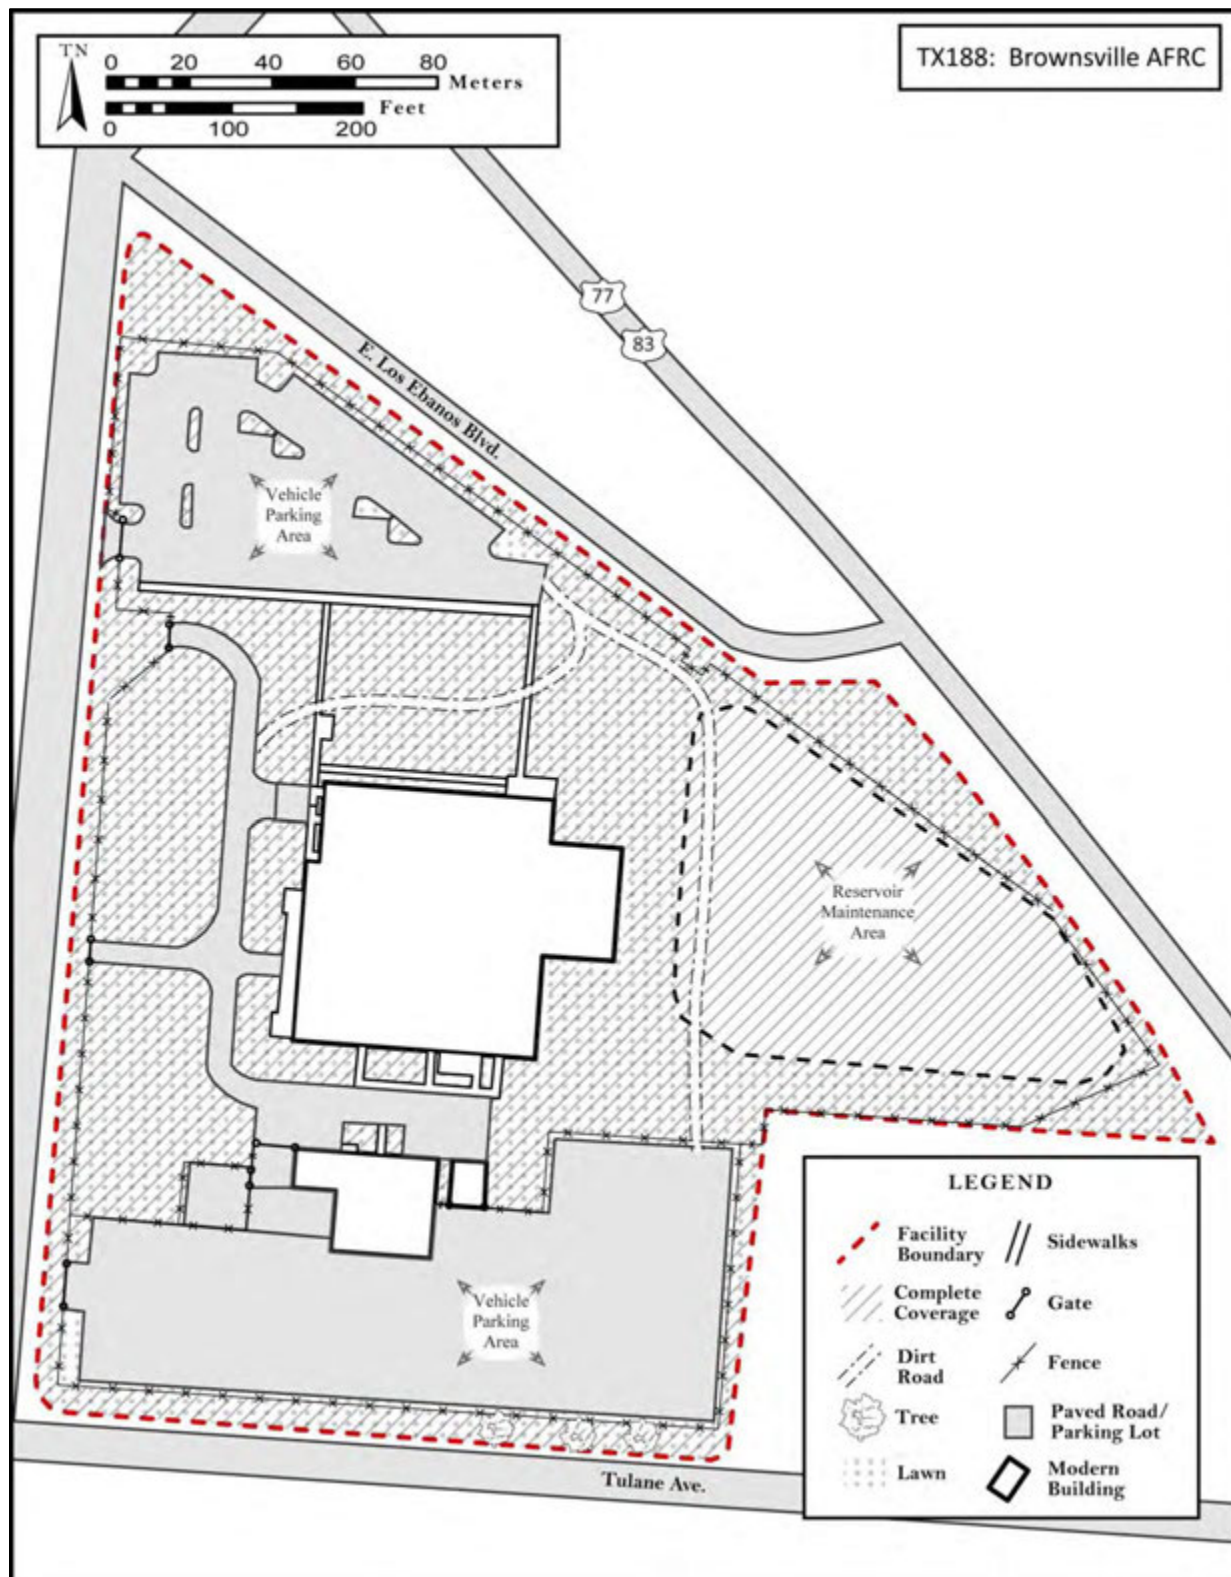 TX188: Brownsville AFRC
TN
0 20 40 60 80
Meters
Feet
0 100 200
77
83
E. Los Ebanos Blvd.
Vehicle
Parking
Area
Reservoir
Maintenance
Area
Vehicle
Parking
Area
Tulane Ave.
LEGEND
Facility
Boundary
Sidewalks
Complete
Coverage
Gate
Dirt
Road
Fence
Tree
Paved Road/
Parking Lot
Lawn
Modern
Building